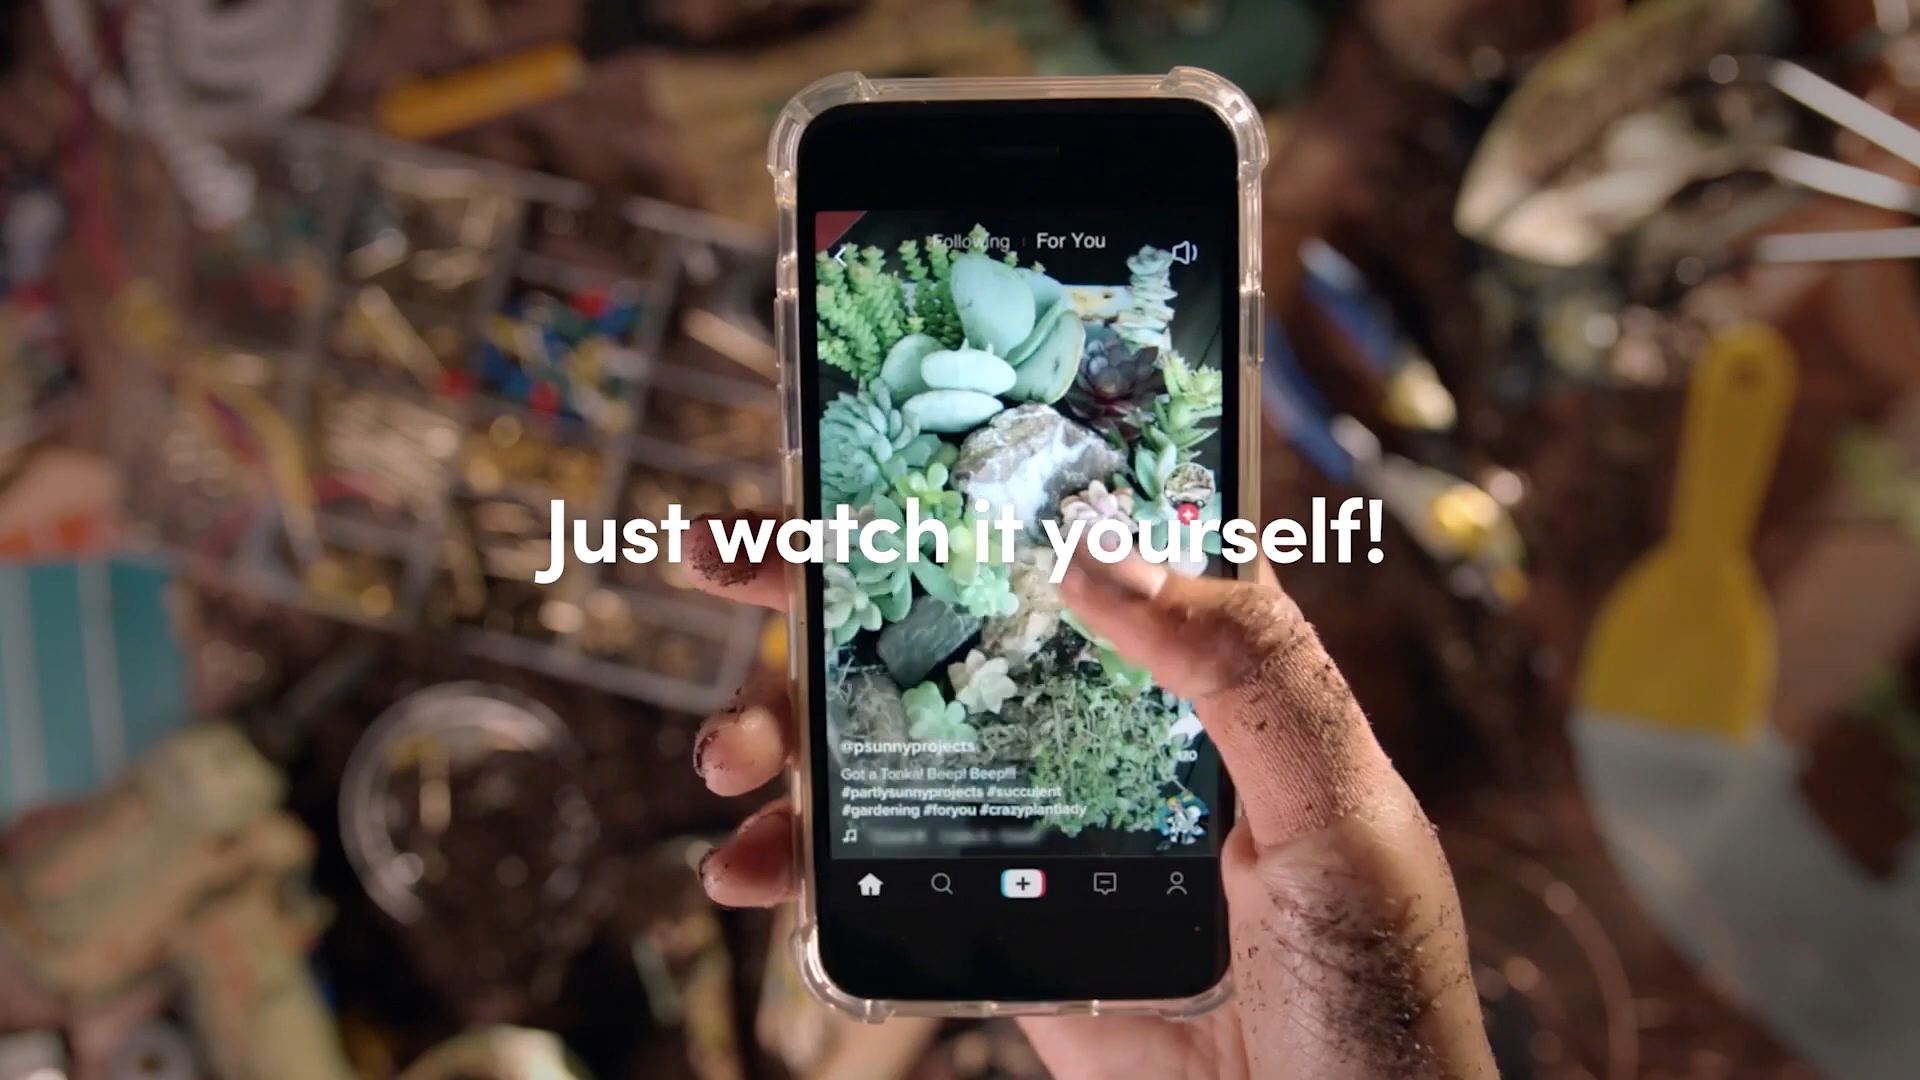 Following
For You
Just watch it yourself!
@psunnyprojects
Got a Tonka! Beep! Beep!!!
#partlysunnyprojects #succulent
#gardening #foryou #crazyplantlady